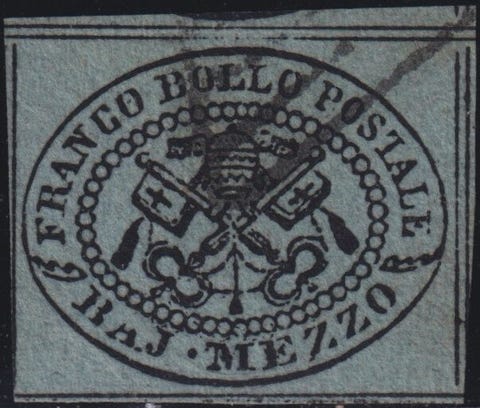 FRANCO BOLLO POSTALE
BAJ · MEZZO